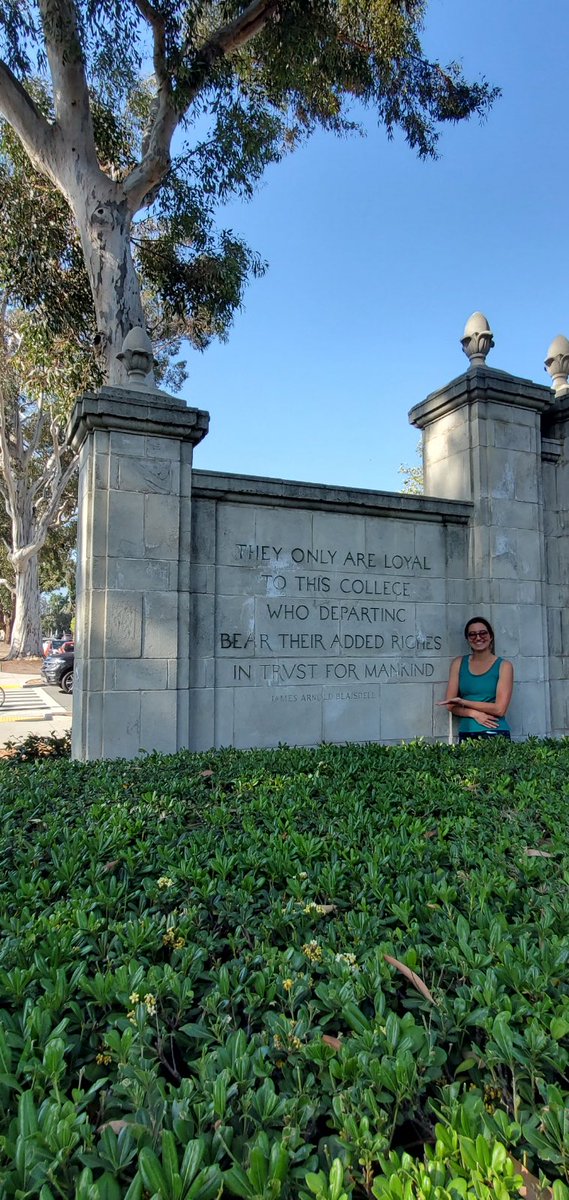 THEY ONLY ARE LOYAL
TO THIS COLLEGE
WHO DEPARTING
BEAR THEIR ADDED RICHES
IN TRVST FOR MANKIND
JAMES ARNOLD BLAISDELL